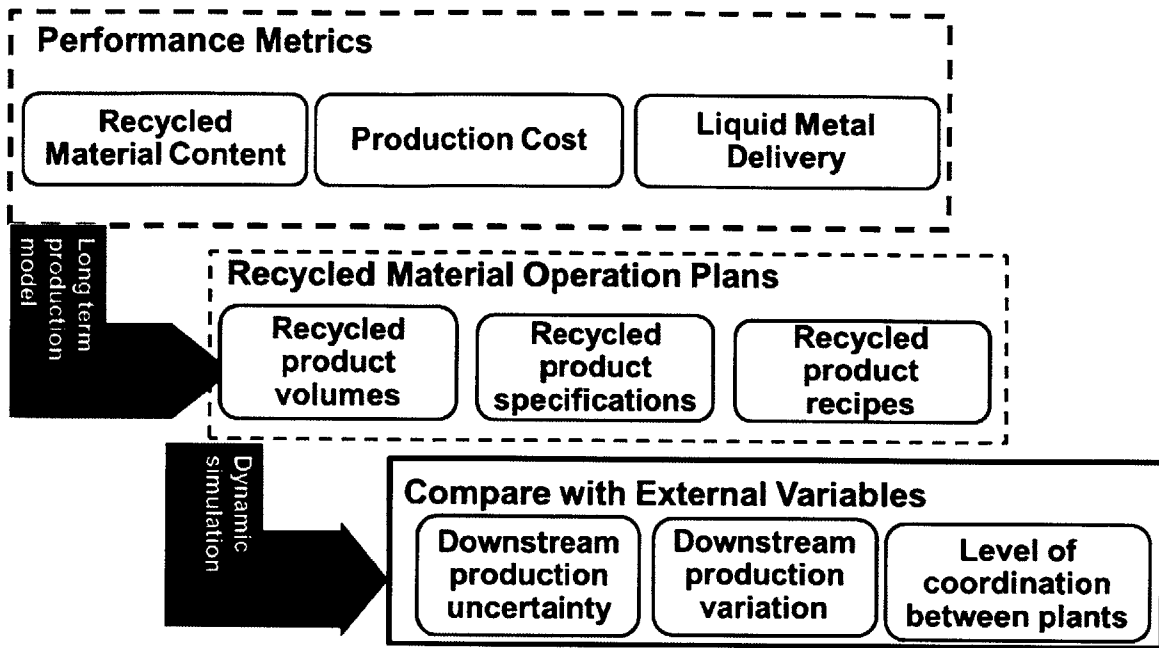 Performance Metrics
Recycled
Material Content
Production Cost
Liquid Metal
Delivery
Long term
production
model
Recycled Material Operation Plans
Recycled
product
volumes
Recycled
product
specifications
Recycled
product
recipes
Dynamic
simulation
Compare with External Variables
Downstream
production
uncertainty
Downstream
production
variation
Level of
coordination
between plants